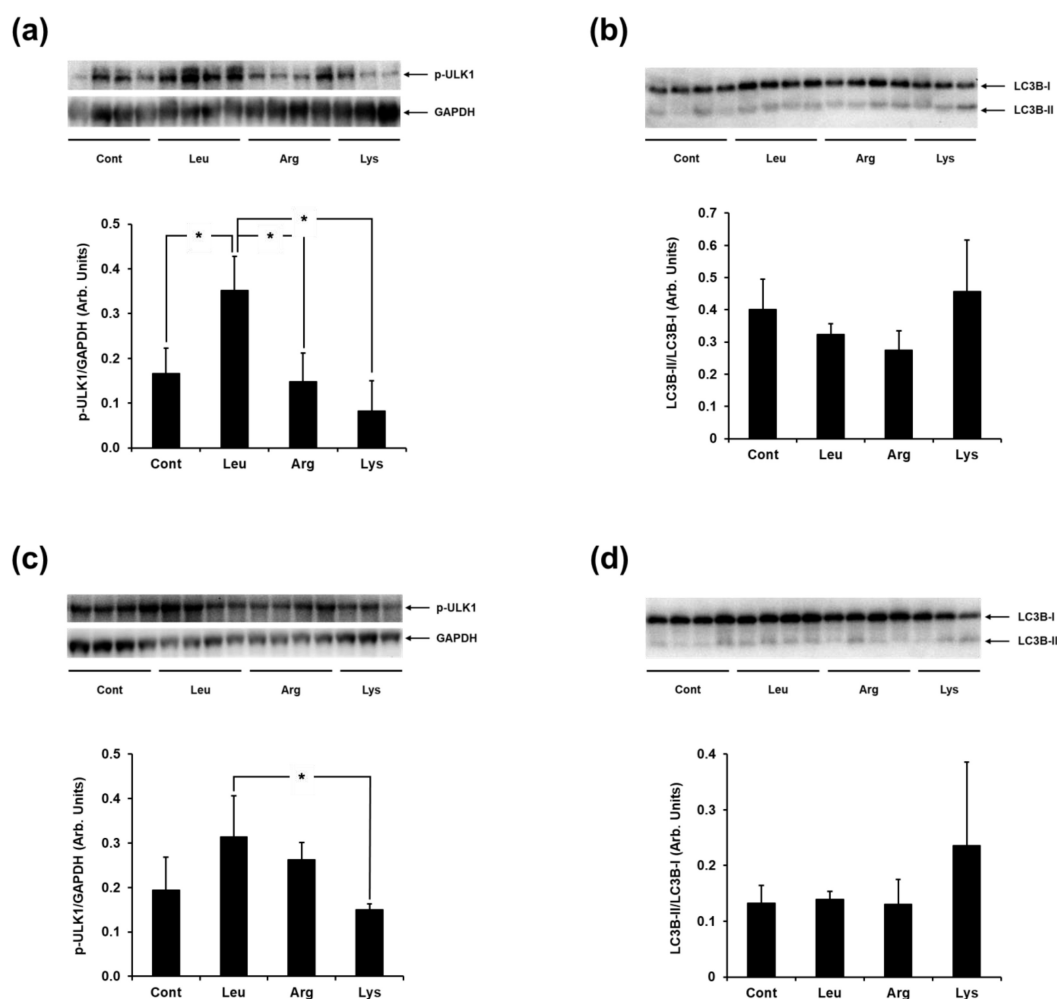 (a)
p-ULK1
GAPDH
Cont Leu Arg Lys
p-ULK1/GAPDH (Arb. Units)
0.5
0.4
0.3
0.2
0.1
0.0
* * *
Cont Leu Arg Lys
(b)
LC3B-I
LC3B-II
Cont Leu Arg Lys
LC3B-II/LC3B-I (Arb. Units)
0.7
0.6
0.5
0.4
0.3
0.2
0.1
0
Cont Leu Arg Lys
(c)
p-ULK1
GAPDH
Cont Leu Arg Lys
p-ULK1/GAPDH (Arb. Units)
0.5
0.4
0.3
0.2
0.1
0.0
*
Cont Leu Arg Lys
(d)
LC3B-I
LC3B-II
Cont Leu Arg Lys
LC3B-II/LC3B-I (Arb. Units)
0.4
0.3
0.2
0.1
0
Cont Leu Arg Lys